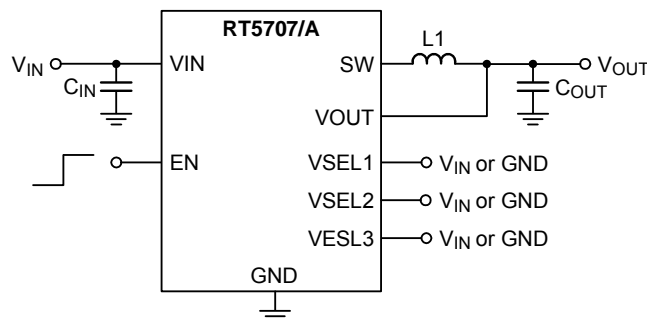 RT5707/A
L1
VIN VIN SW VOUT
CIN COUT
VOUT
EN VSEL1 VIN or GND
VSEL2 VIN or GND
VESL3 VIN or GND
GND